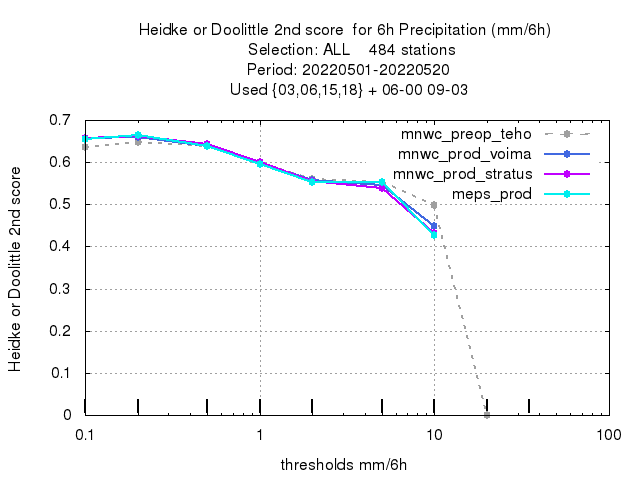 Heidke or Doolittle 2nd score  for 6h Precipitation (mm/6h)
Selection: ALL    484 stations
Period: 20220501-20220520
Used {03,06,15,18} + 06-00 09-03
mnwc_preop_teho
mnwc_prod_voima
mnwc_prod_stratus
meps_prod
Heidke or Doolittle 2nd score
0.7
0.6
0.5
0.4
0.3
0.2
0.1
0
0.1 1 10 100
thresholds mm/6h